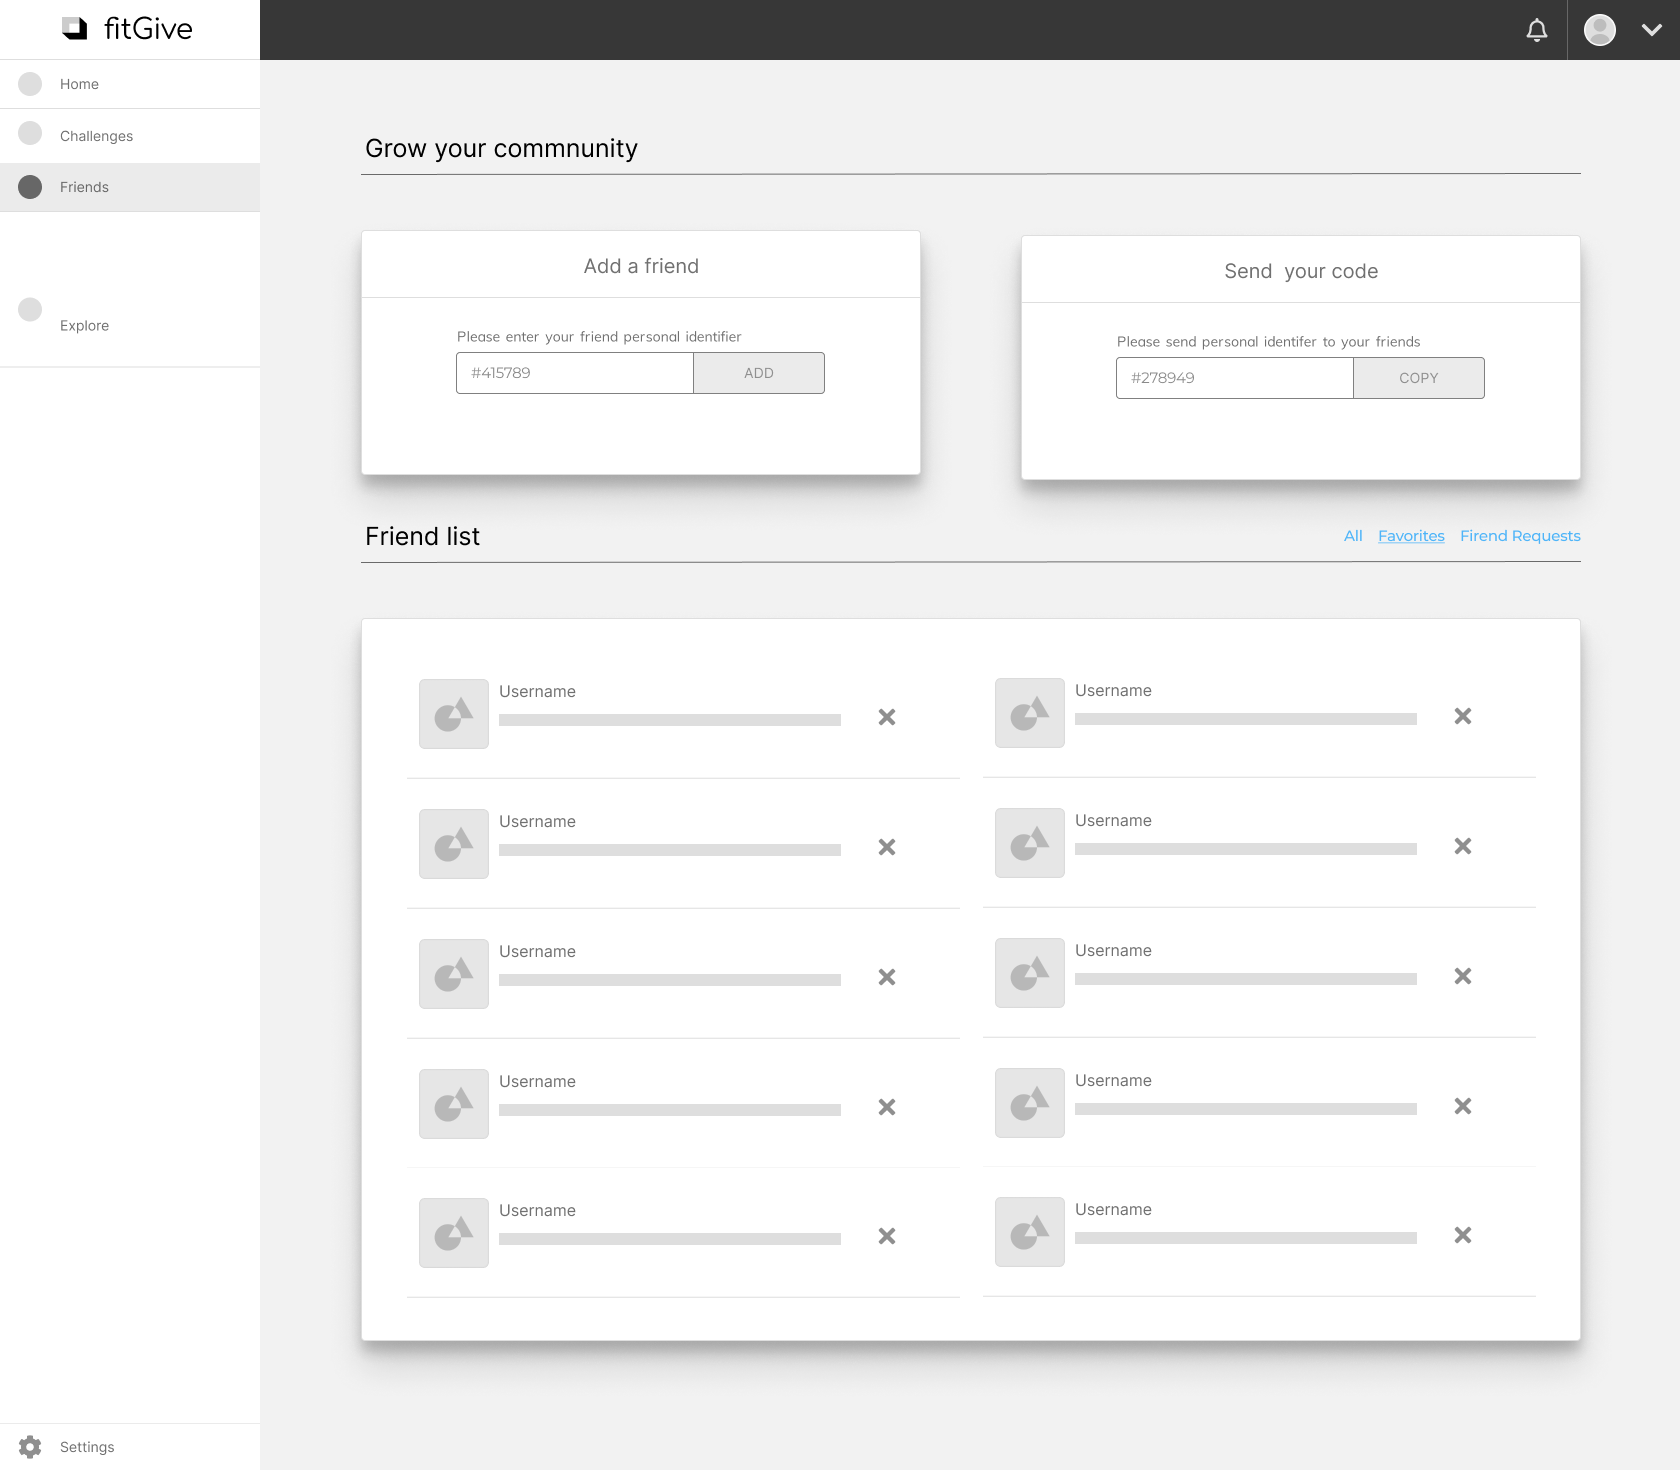 fitGive
Home
Challenges
Friends
Explore
Settings
Grow your commnunity
Add a friend
Please enter your friend personal identifier
#415789
ADD
Send your code
Please send personal identifer to your friends
#278949
COPY
Friend list
All Favorites Firend Requests
Username
Username
Username
Username
Username
Username
Username
Username
Username
Username